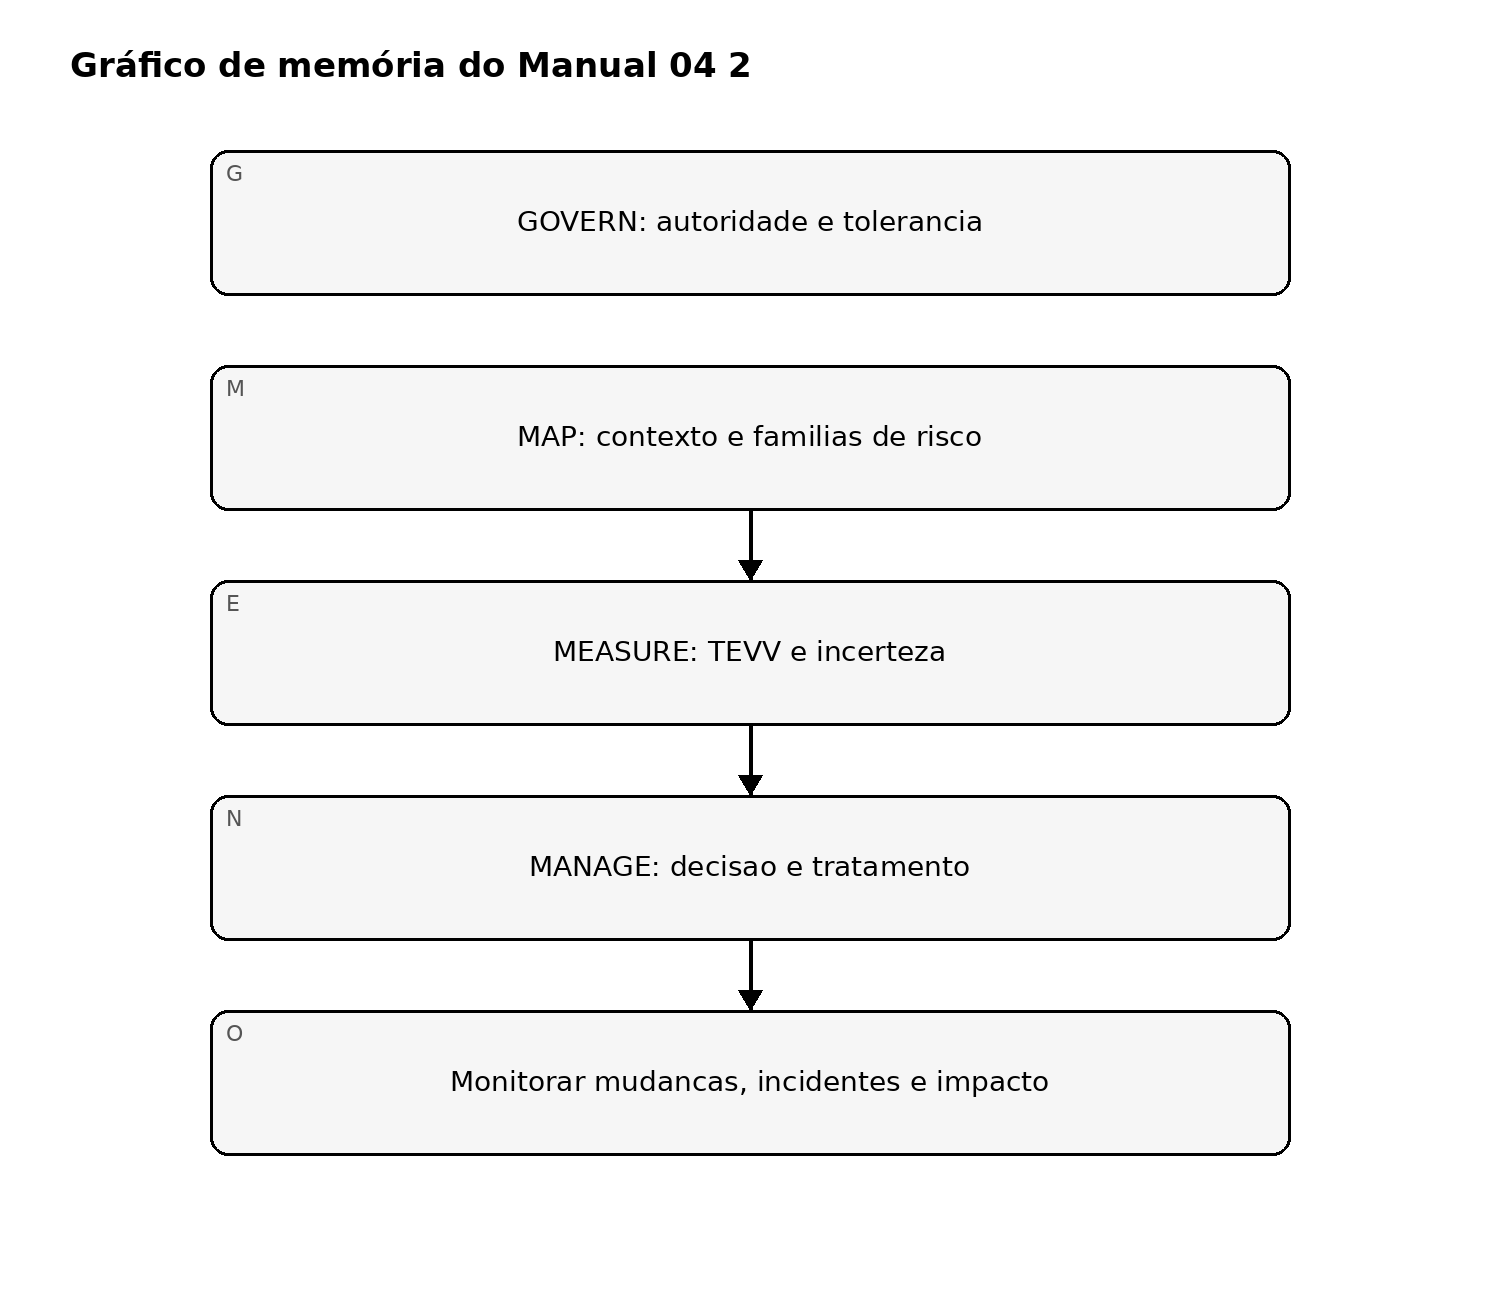 Gráfico de memória do Manual 04 2
G
GOVERN: autoridade e tolerancia
M
MAP: contexto e familias de risco
E
MEASURE: TEVV e incerteza
N
MANAGE: decisao e tratamento
O
Monitorar mudancas, incidentes e impacto